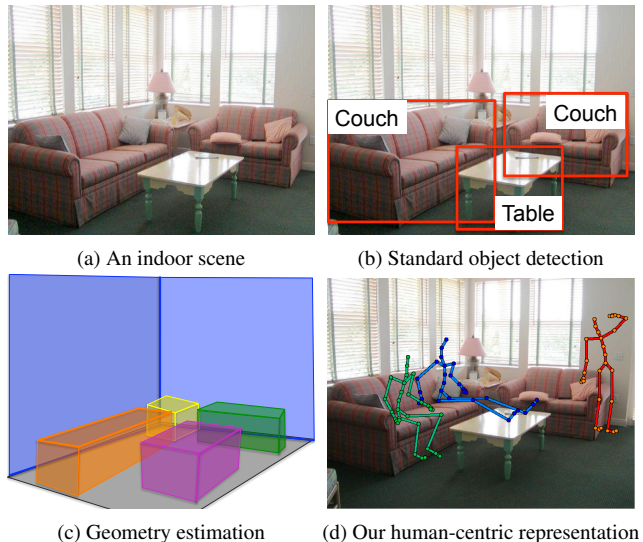 Couch
Couch
Table
(a) An indoor scene
(b) Standard object detection
(c) Geometry estimation
(d) Our human-centric representation